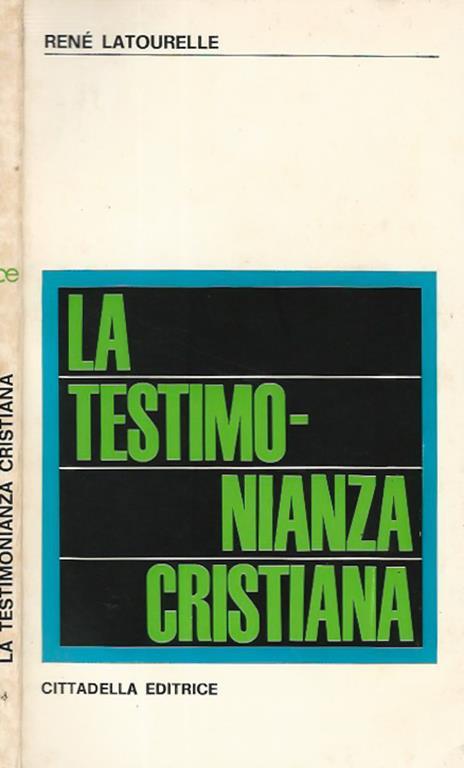 RENÉ LATOURELLE
LA
TESTIMO-
NIANZA
CRISTIANA
CITTADELLA EDITRICE
LA TESTIMONIANZA CRISTIANA